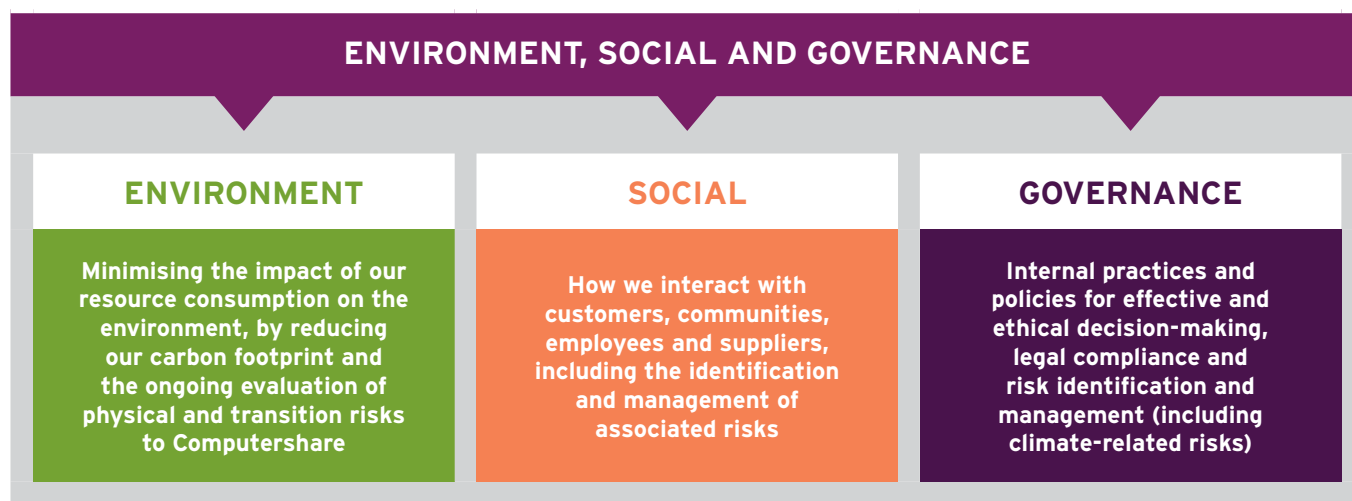 ENVIRONMENT, SOCIAL AND GOVERNANCE
ENVIRONMENT
Minimising the impact of our
resource consumption on the
environment, by reducing
our carbon footprint and
the ongoing evaluation of
physical and transition risks
to Computershare
SOCIAL
How we interact with
customers, communities,
employees and suppliers,
including the identification
and management of
associated risks
GOVERNANCE
Internal practices and
policies for effective and
ethical decision-making,
legal compliance and
risk identification and
management (including
climate-related risks)